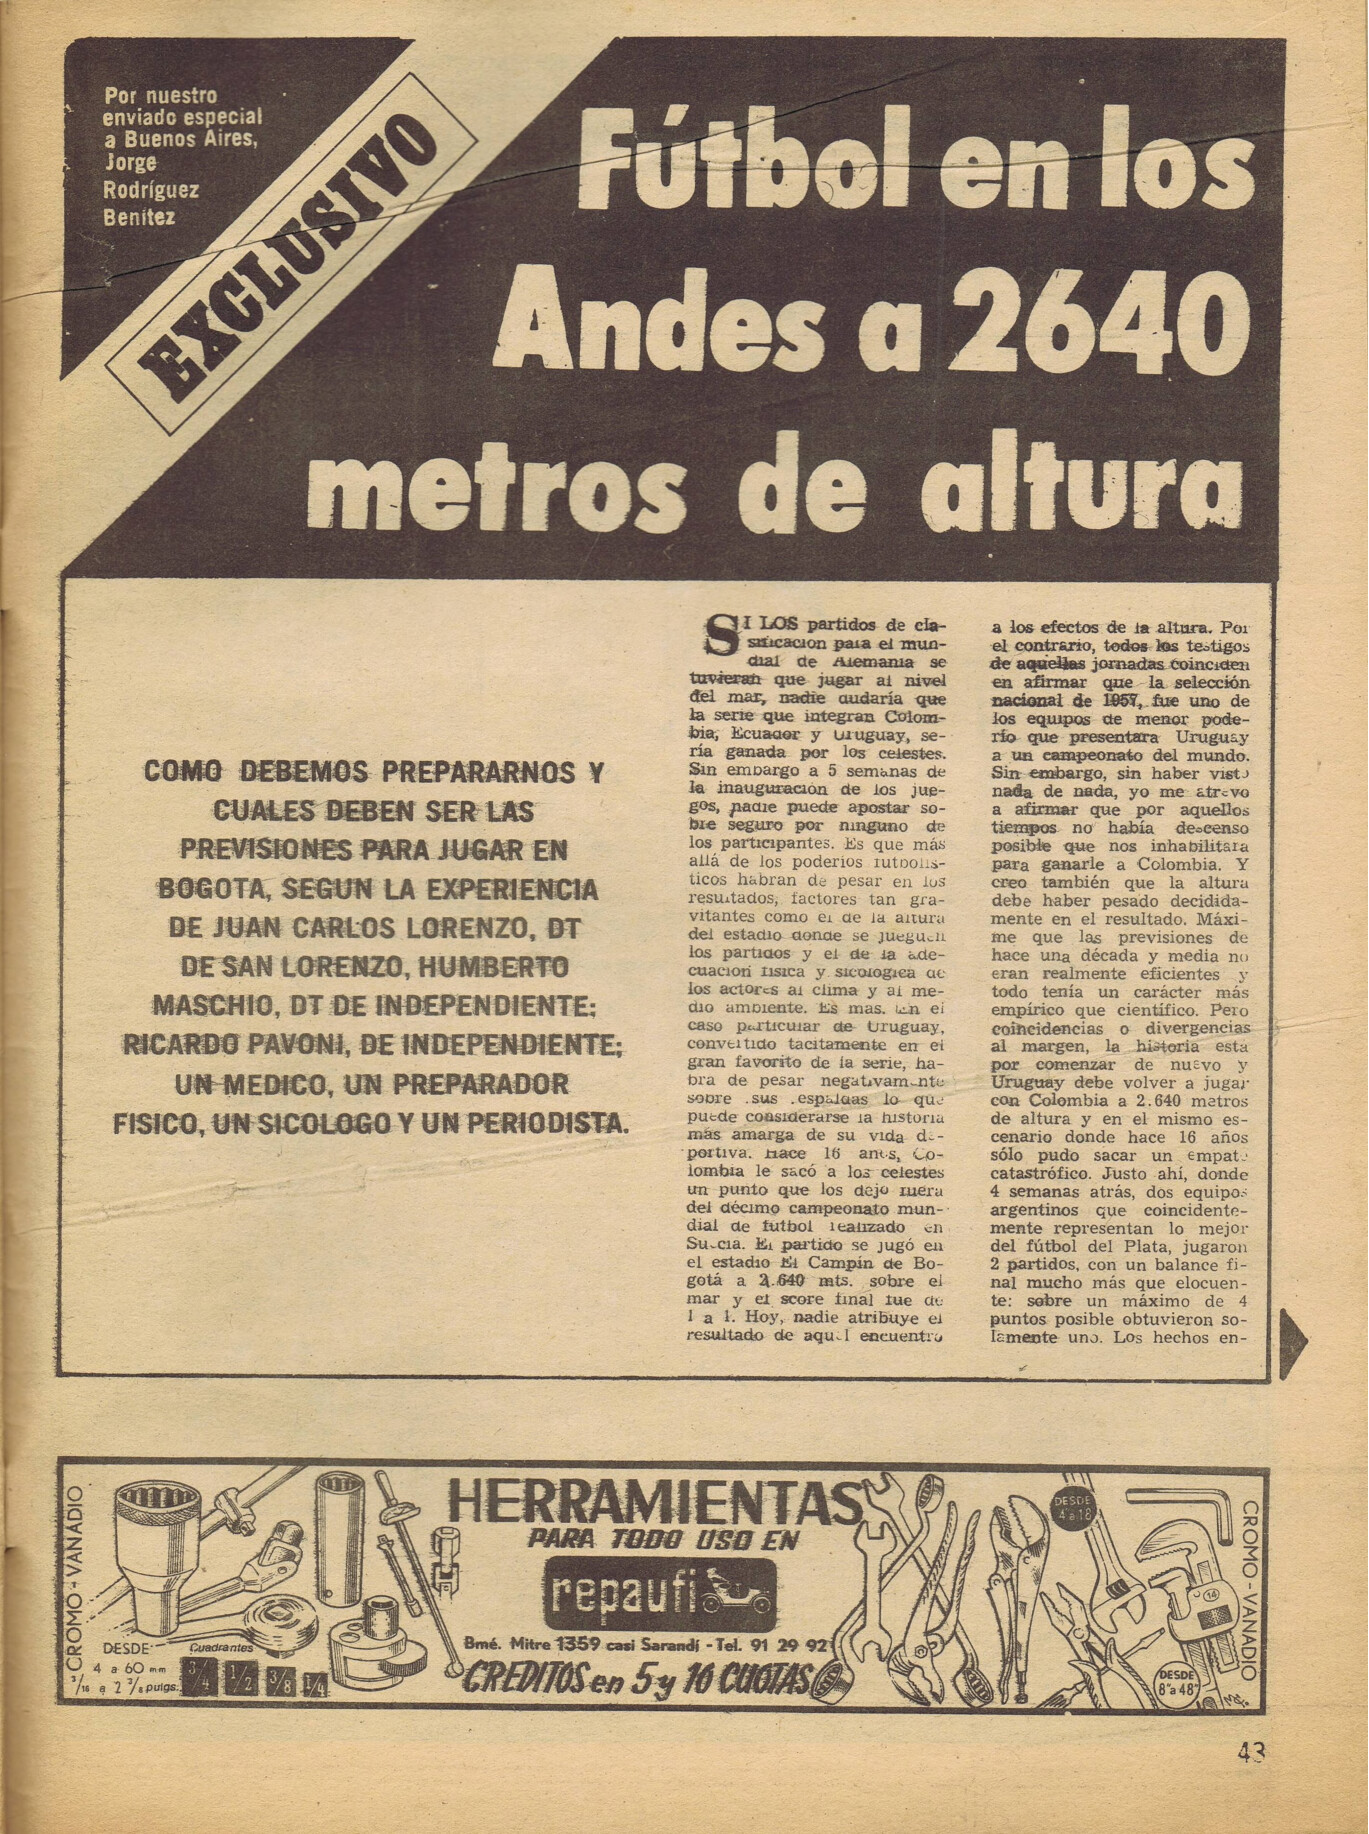 Por nuestro
enviado especial
a Buenos Aires,
Jorge
Rodríguez
Benítez
EXCLUSIVO
Fútbol en los
Andes a 2640
metros de altura
COMO DEBEMOS PREPARARNOS Y
CUALES DEBEN SER LAS
PREVISIONES PARA JUGAR EN
BOGOTA, SEGUN LA EXPERIENCIA
DE JUAN CARLOS LORENZO, DT
DE SAN LORENZO, HUMBERTO
MASCHIO, DT DE INDEPENDIENTE;
RICARDO PAVONI, DE INDEPENDIENTE;
UN MEDICO, UN PREPARADOR
FISICO, UN SICOLOGO Y UN PERIODISTA.
SI LOS partidos de cla-
sificacion para el mun-
dial de Alemania se
tuvieran que jugar al nivel
del mar, nadie dudaría que
la serie que integran Colom-
bia, Ecuador y Uruguay, se-
ría ganada por los celestes.
Sin embargo a 5 semanas de
la inauguración de los jue-
gos, nadie puede apostar so-
bre seguro por ninguno de
los participantes. Es que más
allá de los poderios futbolis-
ticos habran de pesar en los
resultados, factores tan gra-
vitantes como el de la altura
del estadio donde se jueguen
los partidos y el de la ade-
cuacion fisica y sicologica de
los actores al clima y al me-
dio ambiente. Es mas. En el
caso particular de Uruguay,
convertido tacitamente en el
gran favorito de la serie, ha-
bra de pesar negativamente
sobre sus espaldas lo que
puede considerarse la historia
más amarga de su vida de-
portiva. Hace 16 años, Co-
lombia le sacó a los celestes
un punto que los dejo fuera
del décimo campeonato mun-
dial de futbol realizado en
Suecia. El partido se jugó en
el estadio El Campín de Bo-
gotá a 2.640 mts. sobre el
mar y el score final fue de
1 a 1. Hoy, nadie atribuye el
resultado de aquel encuentro
a los efectos de la altura. Por
el contrario, todos los testigos
de aquellas jornadas coinciden
en afirmar que la selección
nacional de 1957, fue uno de
los equipos de menor pode-
río que presentara Uruguay
a un campeonato del mundo.
Sin embargo, sin haber visto
nada de nada, yo me atrevo
a afirmar que por aquellos
tiempos no había descenso
posible que nos inhabilitara
para ganarle a Colombia. Y
creo también que la altura
debe haber pesado decidida-
mente en el resultado. Máxi-
me que las previsiones de
hace una década y media no
eran realmente eficientes y
todo tenía un carácter más
empírico que científico. Pero
coincidencias o divergencias
al margen, la historia esta
por comenzar de nuevo y
Uruguay debe volver a jugar
con Colombia a 2.640 metros
de altura y en el mismo es-
cenario donde hace 16 años
sólo pudo sacar un empate
catastrófico. Justo ahí, donde
4 semanas atrás, dos equipos
argentinos que coincidente-
mente representan lo mejor
del fútbol del Plata, jugaron
2 partidos, con un balance fi-
nal mucho más que elocuen-
te: sobre un máximo de 4
puntos posible obtuvieron so-
lamente uno. Los hechos en-
CROMO-VANADIO
DESDE
4 a 60 mm
3/16 a 2 3/8 pulgs.
Cuadrantes
3/4 1/2 3/8 1/4
HERRAMIENTAS
PARA TODO USO EN
repaufi
Bmé. Mitre 1359 casi Sarandí - Tel. 91 29 92
CREDITOS en 5 y 10 CUOTAS
DESDE
4" a 18"
14
DESDE
8" a 48"
CROMO-VANADIO
43